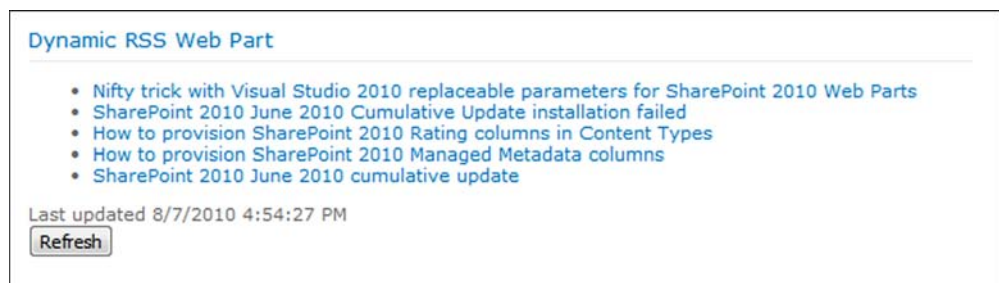 Dynamic RSS Web Part
Nifty trick with Visual Studio 2010 replaceable parameters for SharePoint 2010 Web Parts
SharePoint 2010 June 2010 Cumulative Update installation failed
How to provision SharePoint 2010 Rating columns in Content Types
How to provision SharePoint 2010 Managed Metadata columns
SharePoint 2010 June 2010 cumulative update
Last updated 8/7/2010 4:54:27 PM
Refresh